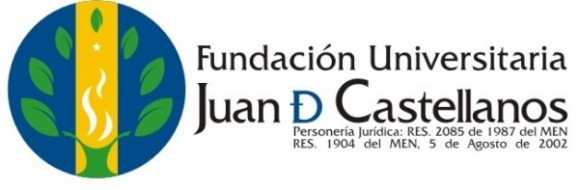 Fundación Universitaria
Juan Ð Castellanos
Personería Jurídica: RES. 2085 de 1987 del MEN
RES. 1904 del MEN, 5 de Agosto de 2002